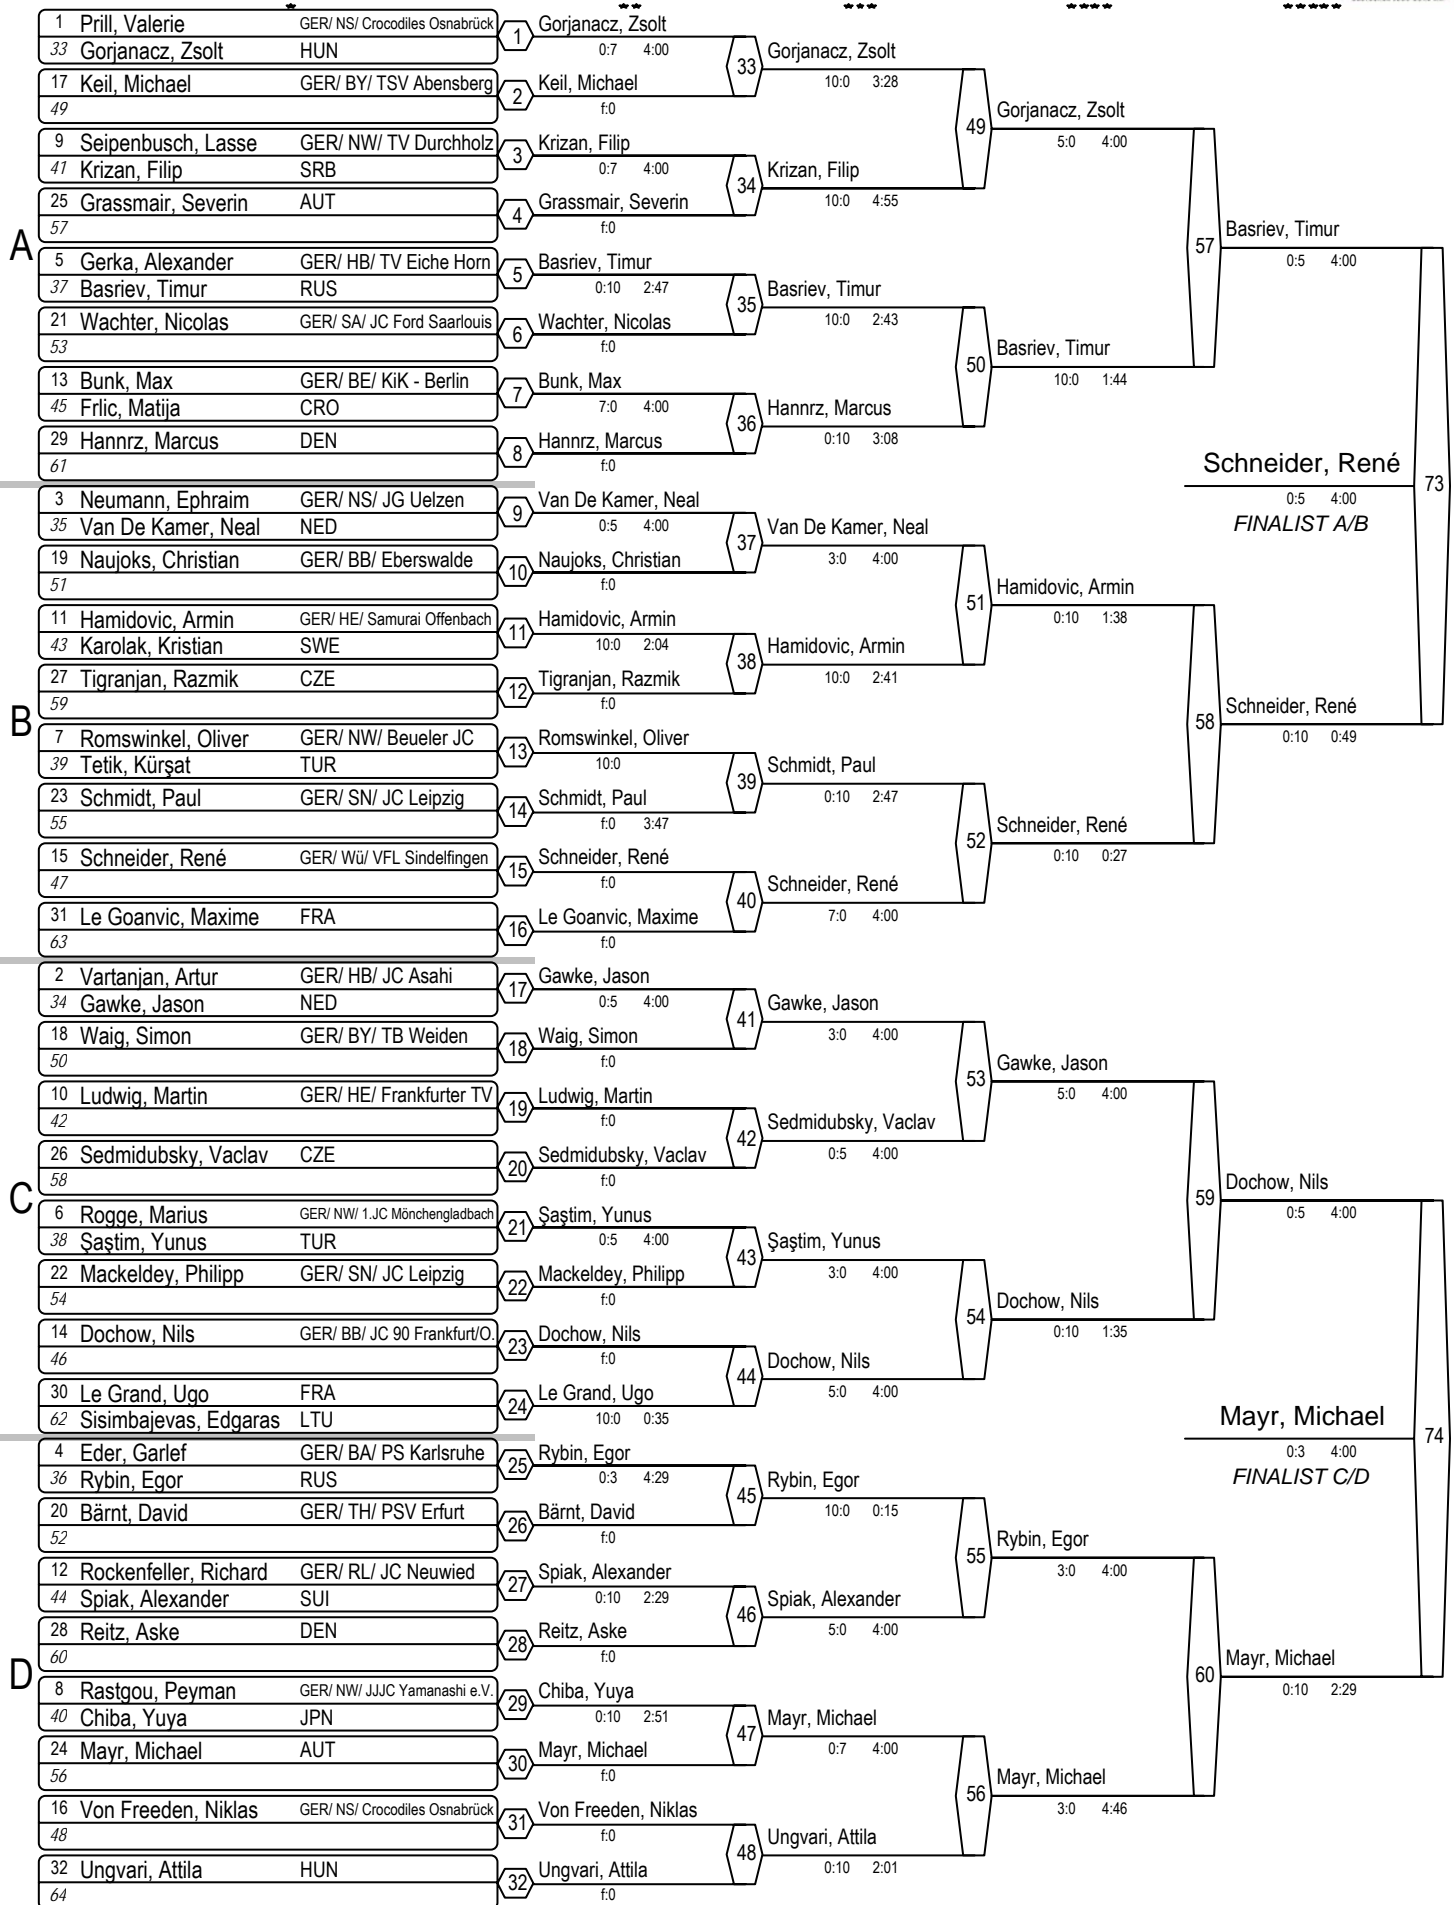 * ** *** **** *****
1 Prill, Valerie GER/ NS/ Crocodiles Osnabrück
33 Gorjanacz, Zsolt HUN
1
Gorjanacz, Zsolt
0:7 4:00
17 Keil, Michael GER/ BY/ TSV Abensberg
49
2
Keil, Michael
f:0
33
Gorjanacz, Zsolt
10:0 3:28
9 Seipenbusch, Lasse GER/ NW/ TV Durchholz
41 Krizan, Filip SRB
3
Krizan, Filip
0:7 4:00
25 Grassmair, Severin AUT
57
4
Grassmair, Severin
f:0
34
Krizan, Filip
10:0 4:55
49
Gorjanacz, Zsolt
5:0 4:00
A
5 Gerka, Alexander GER/ HB/ TV Eiche Horn
37 Basriev, Timur RUS
5
Basriev, Timur
0:10 2:47
21 Wachter, Nicolas GER/ SA/ JC Ford Saarlouis
53
6
Wachter, Nicolas
f:0
35
Basriev, Timur
10:0 2:43
13 Bunk, Max GER/ BE/ KiK - Berlin
45 Frlic, Matija CRO
7
Bunk, Max
7:0 4:00
29 Hannrz, Marcus DEN
61
8
Hannrz, Marcus
f:0
36
Hannrz, Marcus
0:10 3:08
50
Basriev, Timur
10:0 1:44
57
Basriev, Timur
0:5 4:00
3 Neumann, Ephraim GER/ NS/ JG Uelzen
35 Van De Kamer, Neal NED
9
Van De Kamer, Neal
0:5 4:00
19 Naujoks, Christian GER/ BB/ Eberswalde
51
10
Naujoks, Christian
f:0
37
Van De Kamer, Neal
3:0 4:00
11 Hamidovic, Armin GER/ HE/ Samurai Offenbach
43 Karolak, Kristian SWE
11
Hamidovic, Armin
10:0 2:04
27 Tigranjan, Razmik CZE
59
12
Tigranjan, Razmik
f:0
38
Hamidovic, Armin
10:0 2:41
51
Hamidovic, Armin
0:10 1:38
B
7 Romswinkel, Oliver GER/ NW/ Beueler JC
39 Tetik, Kürşat TUR
13
Romswinkel, Oliver
10:0
23 Schmidt, Paul GER/ SN/ JC Leipzig
55
14
Schmidt, Paul
f:0 3:47
39
Schmidt, Paul
0:10 2:47
15 Schneider, René GER/ Wü/ VFL Sindelfingen
47
15
Schneider, René
f:0
31 Le Goanvic, Maxime FRA
63
16
Le Goanvic, Maxime
f:0
40
Schneider, René
7:0 4:00
52
Schneider, René
0:10 0:27
58
Schneider, René
0:10 0:49
Schneider, René
73
0:5 4:00
FINALIST A/B
2 Vartanjan, Artur GER/ HB/ JC Asahi
34 Gawke, Jason NED
17
Gawke, Jason
0:5 4:00
18 Waig, Simon GER/ BY/ TB Weiden
50
18
Waig, Simon
f:0
41
Gawke, Jason
3:0 4:00
10 Ludwig, Martin GER/ HE/ Frankfurter TV
42
19
Ludwig, Martin
f:0
26 Sedmidubsky, Vaclav CZE
58
20
Sedmidubsky, Vaclav
f:0
42
Sedmidubsky, Vaclav
0:5 4:00
53
Gawke, Jason
5:0 4:00
C
6 Rogge, Marius GER/ NW/ 1.JC Mönchengladbach
38 Şaştim, Yunus TUR
21
Şaştim, Yunus
0:5 4:00
22 Mackeldey, Philipp GER/ SN/ JC Leipzig
54
22
Mackeldey, Philipp
f:0
43
Şaştim, Yunus
3:0 4:00
14 Dochow, Nils GER/ BB/ JC 90 Frankfurt/O.
46
23
Dochow, Nils
f:0
30 Le Grand, Ugo FRA
62 Sisimbajevas, Edgaras LTU
24
Le Grand, Ugo
10:0 0:35
44
Dochow, Nils
5:0 4:00
54
Dochow, Nils
0:10 1:35
59
Dochow, Nils
0:5 4:00
4 Eder, Garlef GER/ BA/ PS Karlsruhe
36 Rybin, Egor RUS
25
Rybin, Egor
0:3 4:29
20 Bärnt, David GER/ TH/ PSV Erfurt
52
26
Bärnt, David
f:0
45
Rybin, Egor
10:0 0:15
12 Rockenfeller, Richard GER/ RL/ JC Neuwied
44 Spiak, Alexander SUI
27
Spiak, Alexander
0:10 2:29
28 Reitz, Aske DEN
60
28
Reitz, Aske
f:0
46
Spiak, Alexander
5:0 4:00
55
Rybin, Egor
3:0 4:00
D
8 Rastgou, Peyman GER/ NW/ JJJC Yamanashi e.V.
40 Chiba, Yuya JPN
29
Chiba, Yuya
0:10 2:51
24 Mayr, Michael AUT
56
30
Mayr, Michael
f:0
47
Mayr, Michael
0:7 4:00
16 Von Freeden, Niklas GER/ NS/ Crocodiles Osnabrück
48
31
Von Freeden, Niklas
f:0
32 Ungvari, Attila HUN
64
32
Ungvari, Attila
f:0
48
Ungvari, Attila
0:10 2:01
56
Mayr, Michael
3:0 4:46
60
Mayr, Michael
0:10 2:29
Mayr, Michael
74
0:3 4:00
FINALIST C/D